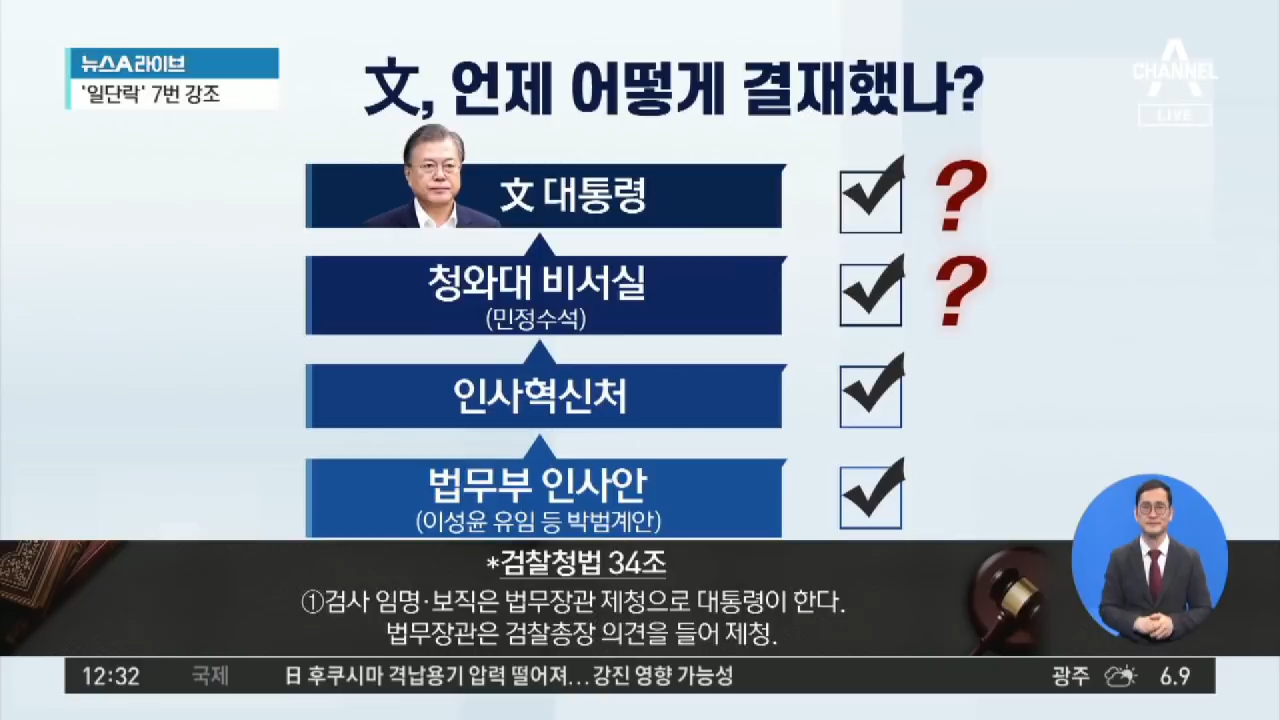 뉴스A 라이브
'일단락' 7번 강조
文, 언제 어떻게 결재했나?
CHANNEL A
LIVE
文 대통령
?
청와대 비서실
(민정수석)
?
인사혁신처
법무부 인사안
(이성윤 유임 등 박범계안)
*검찰청법 34조
①검사 임명·보직은 법무장관 제청으로 대통령이 한다.
법무장관은 검찰총장 의견을 들어 제청.
12:32 국제 日 후쿠시마 격납용기 압력 떨어져…강진 영향 가능성 광주 6.9